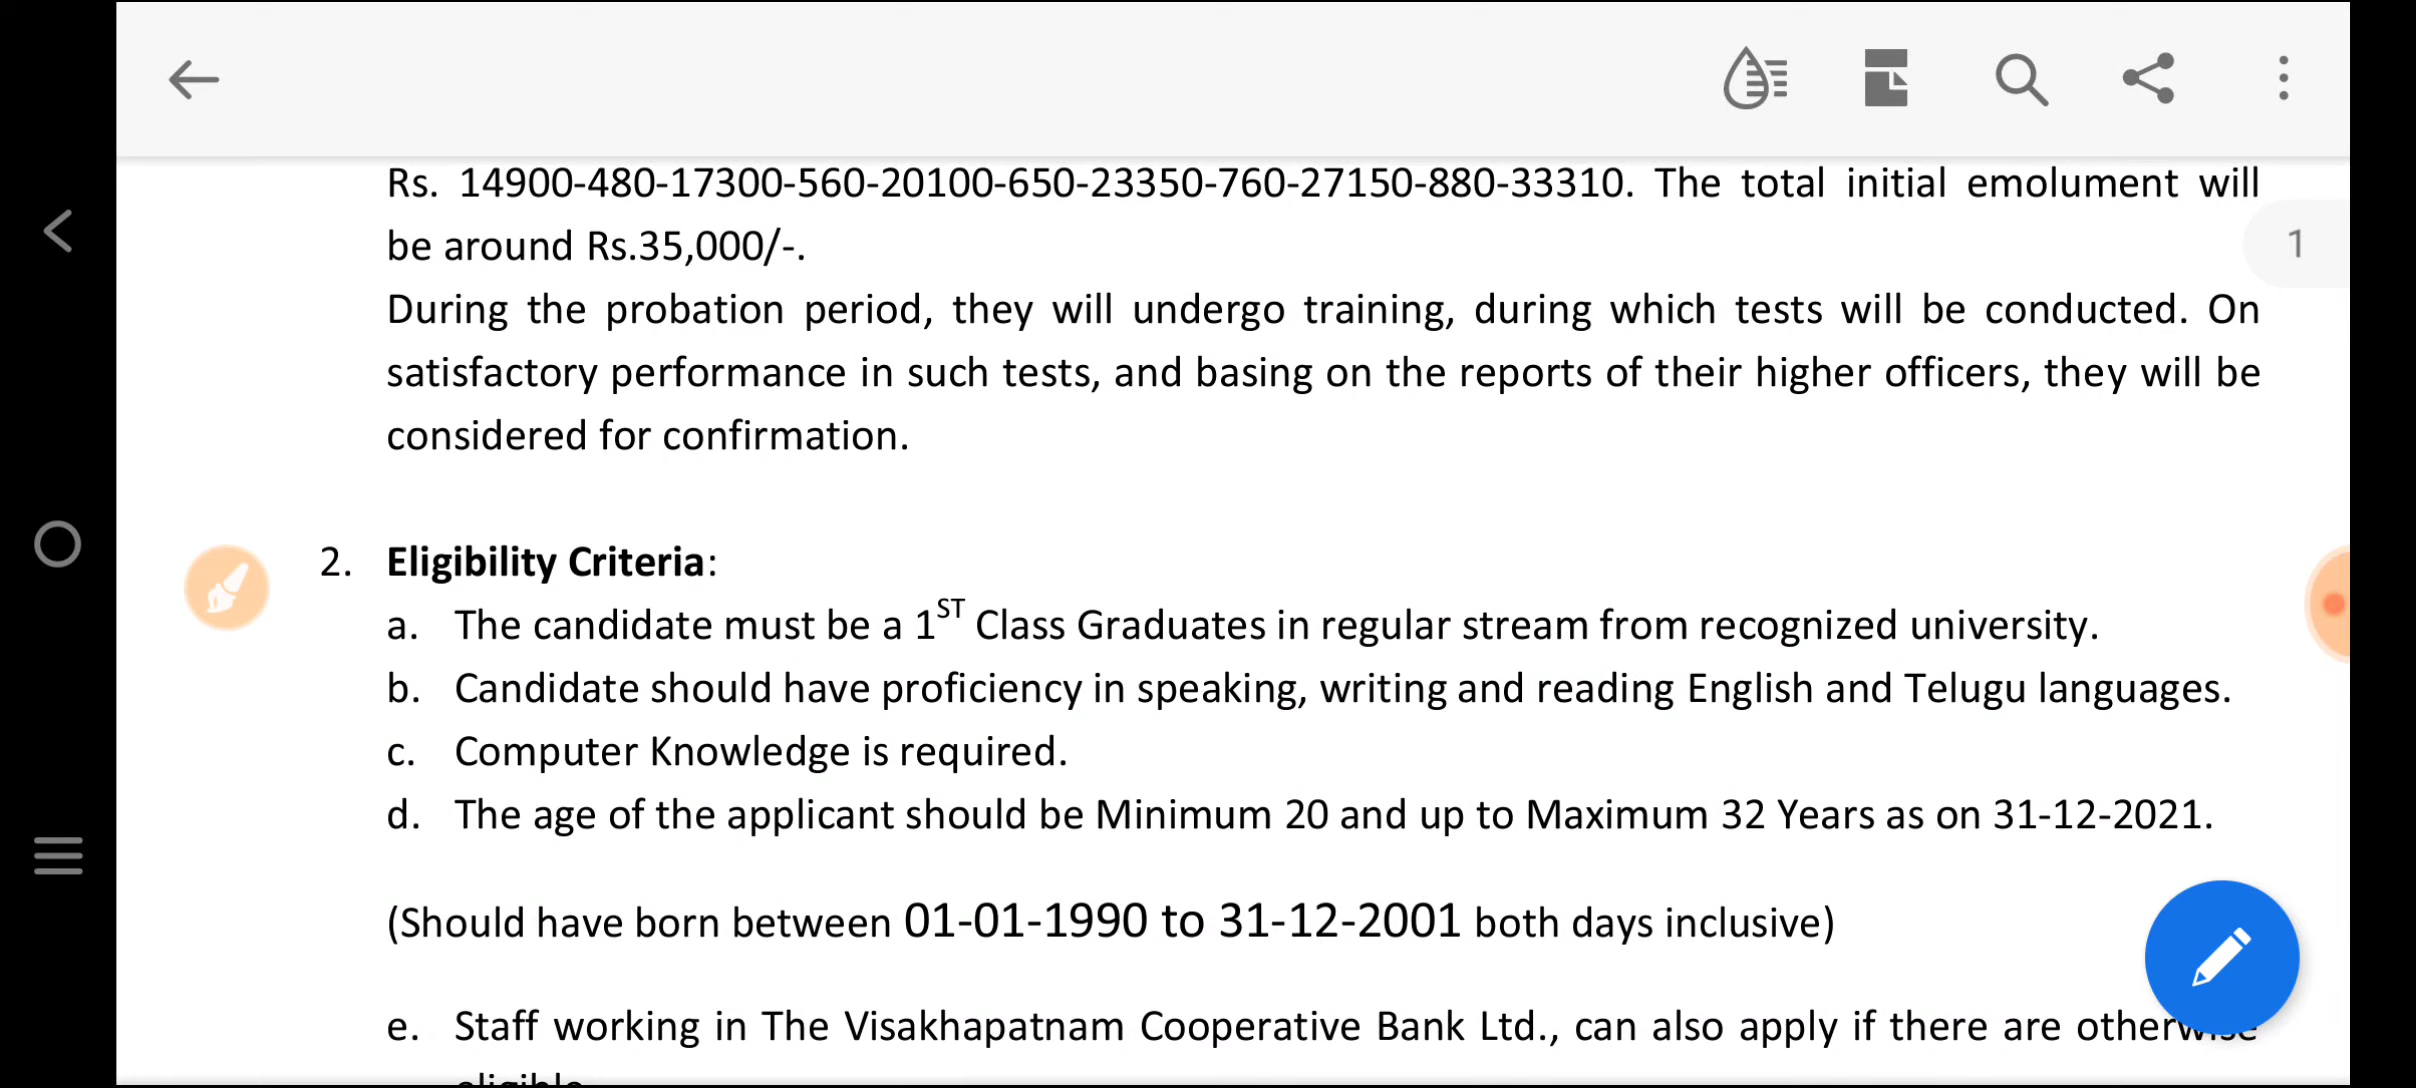 Rs. 14900-480-17300-560-20100-650-23350-760-27150-880-33310. The total initial emolument will
be around Rs.35,000/-.
1
During the probation period, they will undergo training, during which tests will be conducted. On
satisfactory performance in such tests, and basing on the reports of their higher officers, they will be
considered for confirmation.
2. Eligibility Criteria:
a. The candidate must be a 1ST Class Graduates in regular stream from recognized university.
b. Candidate should have proficiency in speaking, writing and reading English and Telugu languages.
c. Computer Knowledge is required.
d. The age of the applicant should be Minimum 20 and up to Maximum 32 Years as on 31-12-2021.
(Should have born between 01-01-1990 to 31-12-2001 both days inclusive)
e. Staff working in The Visakhapatnam Cooperative Bank Ltd., can also apply if there are otherwise